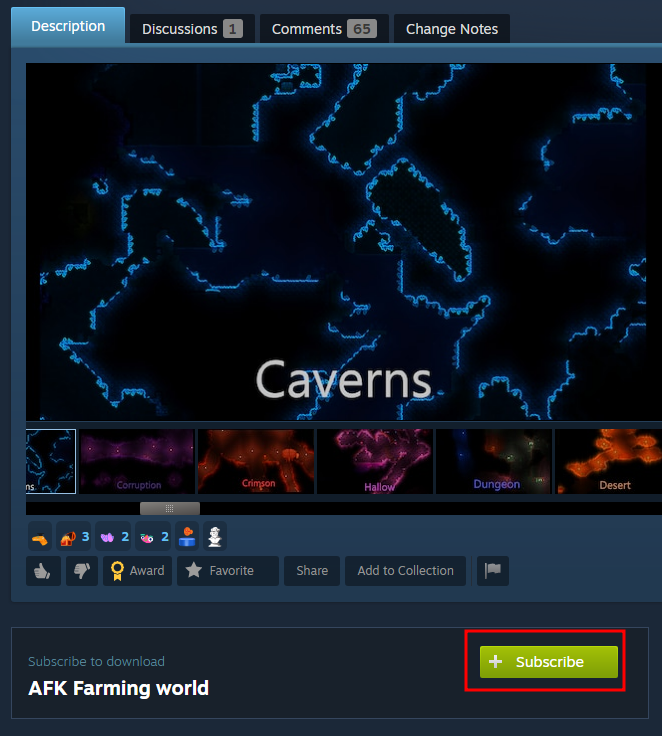 Description Discussions 1 Comments 65 Change Notes
Caverns
ns Corruption Crimson Hallow Dungeon Desert
3 2 2
Award Favorite Share Add to Collection
Subscribe to download
AFK Farming world
Subscribe